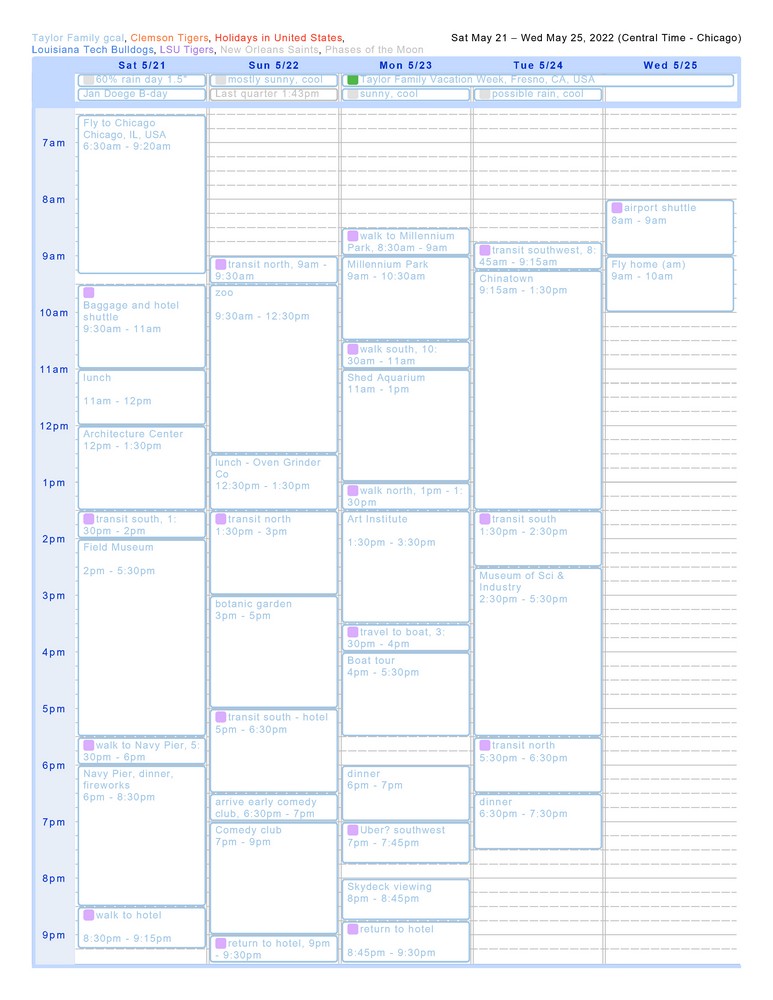 Taylor Family gcal, Clemson Tigers, Holidays in United States,
Louisiana Tech Bulldogs, LSU Tigers, New Orleans Saints, Phases of the Moon
Sat May 21 – Wed May 25, 2022 (Central Time - Chicago)
Sat 5/21
Sun 5/22
Mon 5/23
Tue 5/24
Wed 5/25
60% rain day 1.5"
mostly sunny, cool
Taylor Family Vacation Week, Fresno, CA, USA
Jan Doege B-day
Last quarter 1:43pm
sunny, cool
possible rain, cool
7am
8am
9am
10am
11am
12pm
1pm
2pm
3pm
4pm
5pm
6pm
7pm
8pm
9pm
Fly to Chicago
Chicago, IL, USA
6:30am - 9:20am
Baggage and hotel
shuttle
9:30am - 11am
lunch
11am - 12pm
Architecture Center
12pm - 1:30pm
transit south, 1:
30pm - 2pm
Field Museum
2pm - 5:30pm
walk to Navy Pier, 5:
30pm - 6pm
Navy Pier, dinner,
fireworks
6pm - 8:30pm
walk to hotel
8:30pm - 9:15pm
transit north, 9am -
9:30am
zoo
9:30am - 12:30pm
lunch - Oven Grinder
Co
12:30pm - 1:30pm
transit north
1:30pm - 3pm
botanic garden
3pm - 5pm
transit south - hotel
5pm - 6:30pm
arrive early comedy
club, 6:30pm - 7pm
Comedy club
7pm - 9pm
return to hotel, 9pm
- 9:30pm
walk to Millennium
Park, 8:30am - 9am
Millennium Park
9am - 10:30am
walk south, 10:
30am - 11am
Shed Aquarium
11am - 1pm
walk north, 1pm - 1:
30pm
Art Institute
1:30pm - 3:30pm
travel to boat, 3:
30pm - 4pm
Boat tour
4pm - 5:30pm
dinner
6pm - 7pm
Uber? southwest
7pm - 7:45pm
Skydeck viewing
8pm - 8:45pm
return to hotel
8:45pm - 9:30pm
transit southwest, 8:
45am - 9:15am
Chinatown
9:15am - 1:30pm
transit south
1:30pm - 2:30pm
Museum of Sci &
Industry
2:30pm - 5:30pm
transit north
5:30pm - 6:30pm
dinner
6:30pm - 7:30pm
airport shuttle
8am - 9am
Fly home (am)
9am - 10am